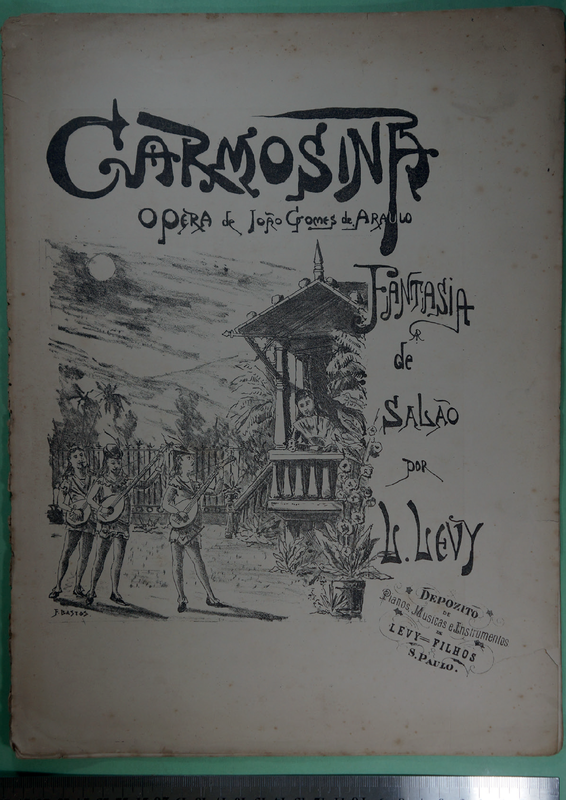 CARMOSINA
OPERA de João Gomes de ARAUJO
FANTASIA
de
SALÃO
por
L. LEVY
J. BASTOS
DEPOZITO
DE
Pianos, Musicas e Instrumentos
DE
LEVY FILHOS
S. PAULO.